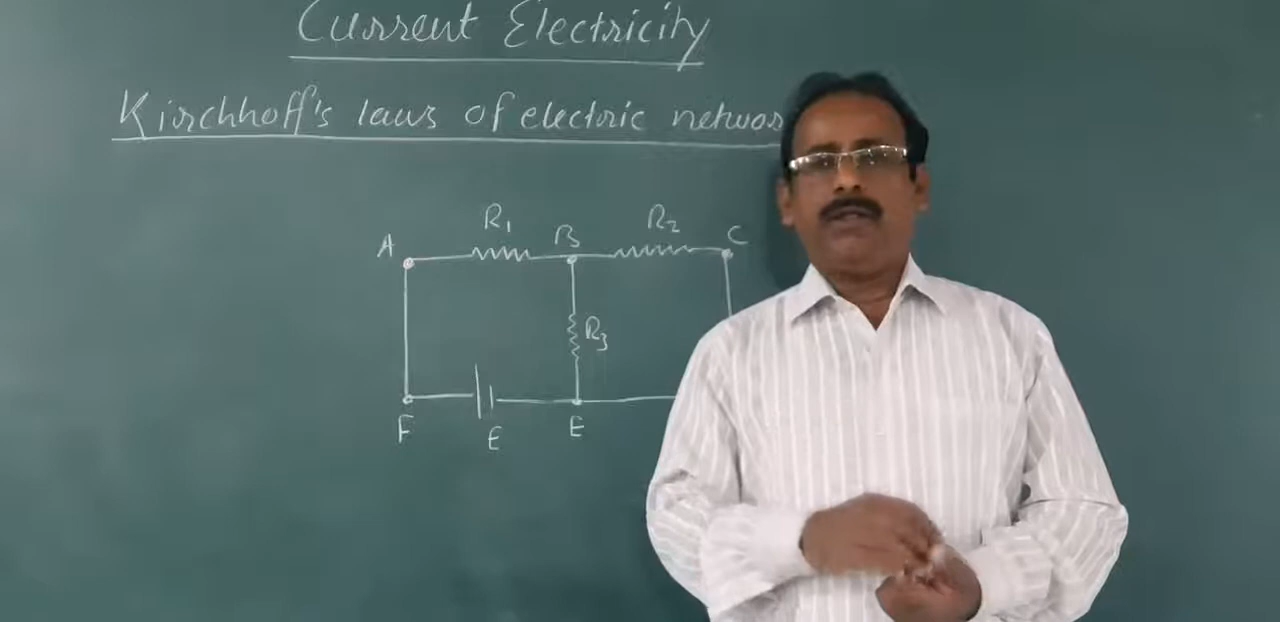 Current Electricity
Kirchhoff's laws of electric networ
R1 R2
A B C
R3
F E E